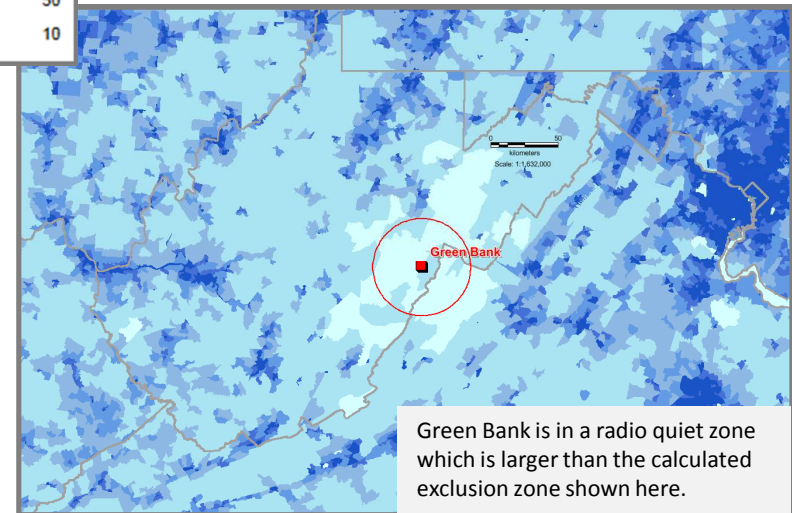 10
0 50
kilometers
Scale: 1:1,632,000
Green Bank
Green Bank is in a radio quiet zone
which is larger than the calculated
exclusion zone shown here.